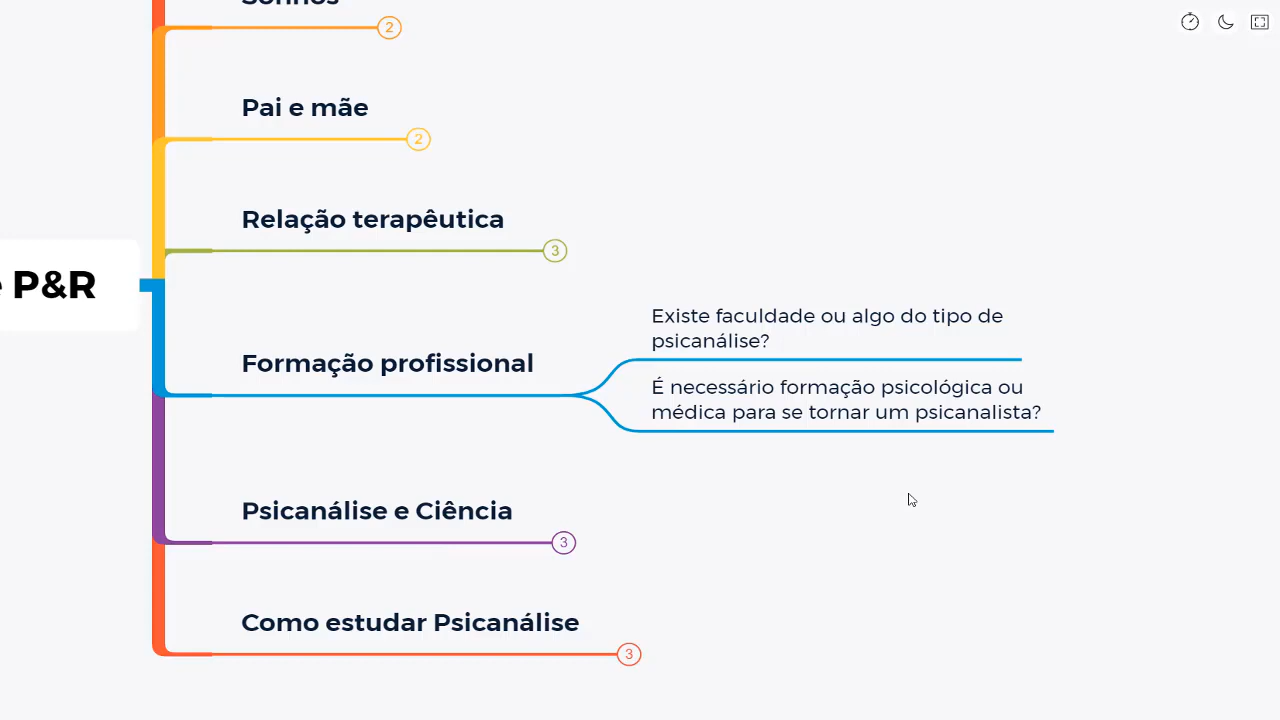 Sonhos
2
Pai e mãe
2
Relação terapêutica
3
P&R
Existe faculdade ou algo do tipo de
psicanálise?
Formação profissional
É necessário formação psicológica ou
médica para se tornar um psicanalista?
Psicanálise e Ciência
3
Como estudar Psicanálise
3